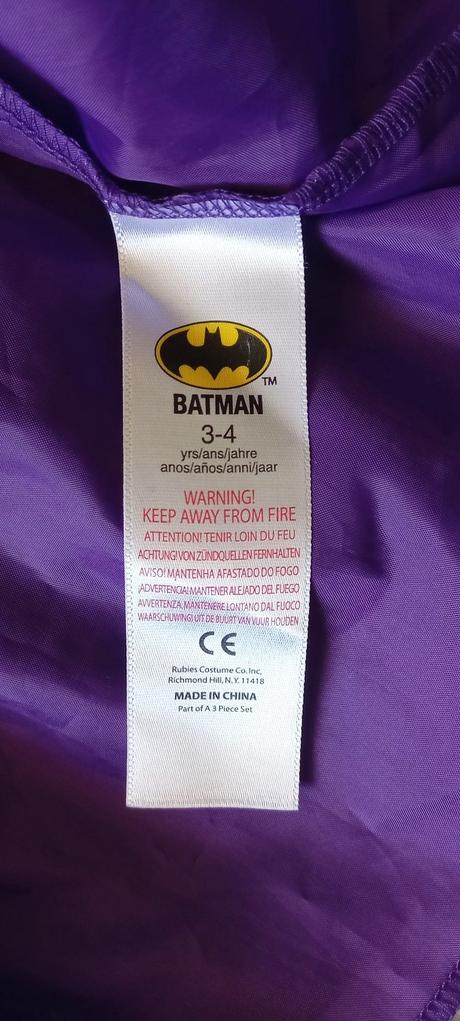 TM
BATMAN
3-4
yrs/ans/jahre
anos/años/anni/jaar
WARNING!
KEEP AWAY FROM FIRE
ATTENTION! TENIR LOIN DU FEU
ACHTUNG! VON ZÜNDQUELLEN FERNHALTEN
AVISO! MANTENHA AFASTADO DO FOGO
¡ADVERTENCIA! MANTENER ALEJADO DEL FUEGO
AVVERTENZA, MANTENERE LONTANO DAL FUOCO
WAARSCHUWING! UIT DE BUURT VAN VUUR HOUDEN
CE
Rubies Costume Co. Inc,
Richmond Hill, N.Y. 11418
MADE IN CHINA
Part of A 3 Piece Set